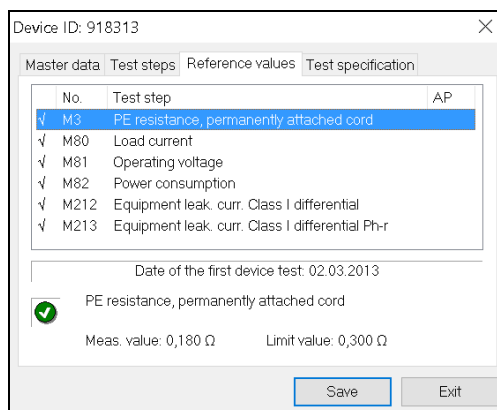 Device ID: 918313
Master data Test steps Reference values Test specification
No. Test step AP
√ M3 PE resistance, permanently attached cord
√ M80 Load current
√ M81 Operating voltage
√ M82 Power consumption
√ M212 Equipment leak. curr. Class I differential
√ M213 Equipment leak. curr. Class I differential Ph-r
Date of the first device test: 02.03.2013
PE resistance, permanently attached cord
Meas. value: 0,180 Ω Limit value: 0,300 Ω
Save Exit